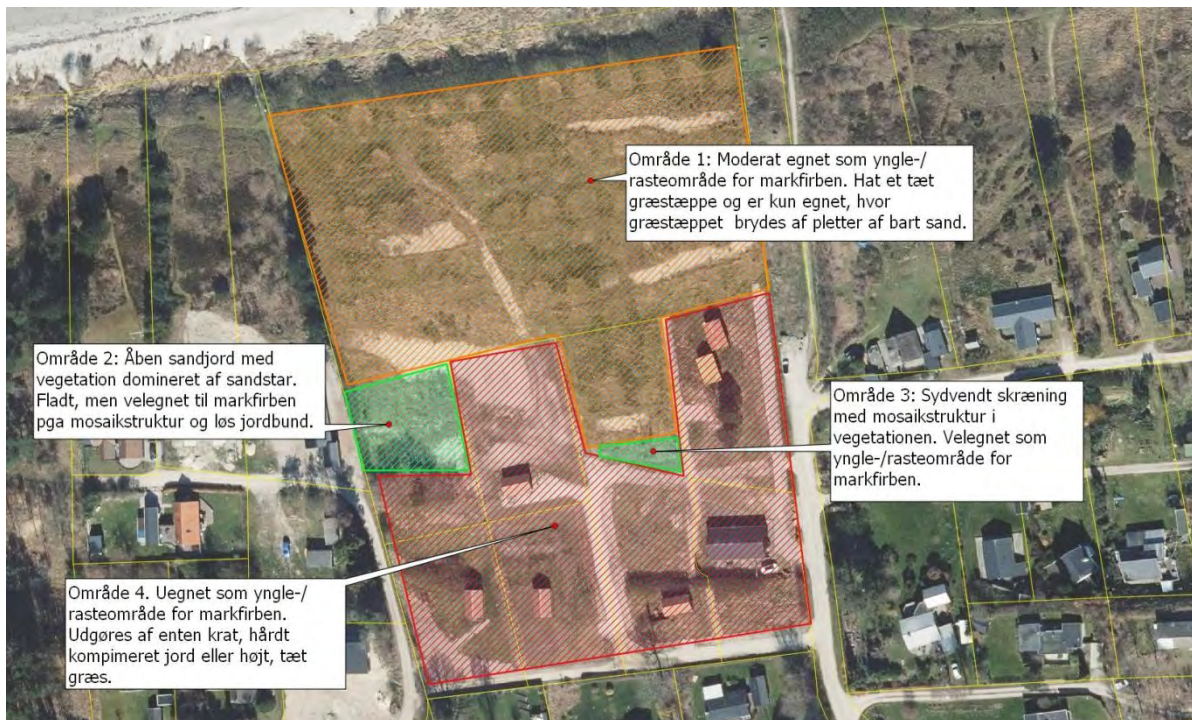 Område 1: Moderat egnet som yngle-/
rasteområde for markfirben. Hat et tæt
græstæppe og er kun egnet, hvor
græstæppet brydes af pletter af bart sand.
Område 2: Åben sandjord med
vegetation domineret af sandstar.
Fladt, men velegnet til markfirben
pga mosaikstruktur og løs jordbund.
Område 3: Sydvendt skræning
med mosaikstruktur i
vegetationen. Velegnet som
yngle-/rasteområde for
markfirben.
Område 4. Uegnet som yngle-/
rasteområde for markfirben.
Udgøres af enten krat, hårdt
kompimeret jord eller højt, tæt
græs.